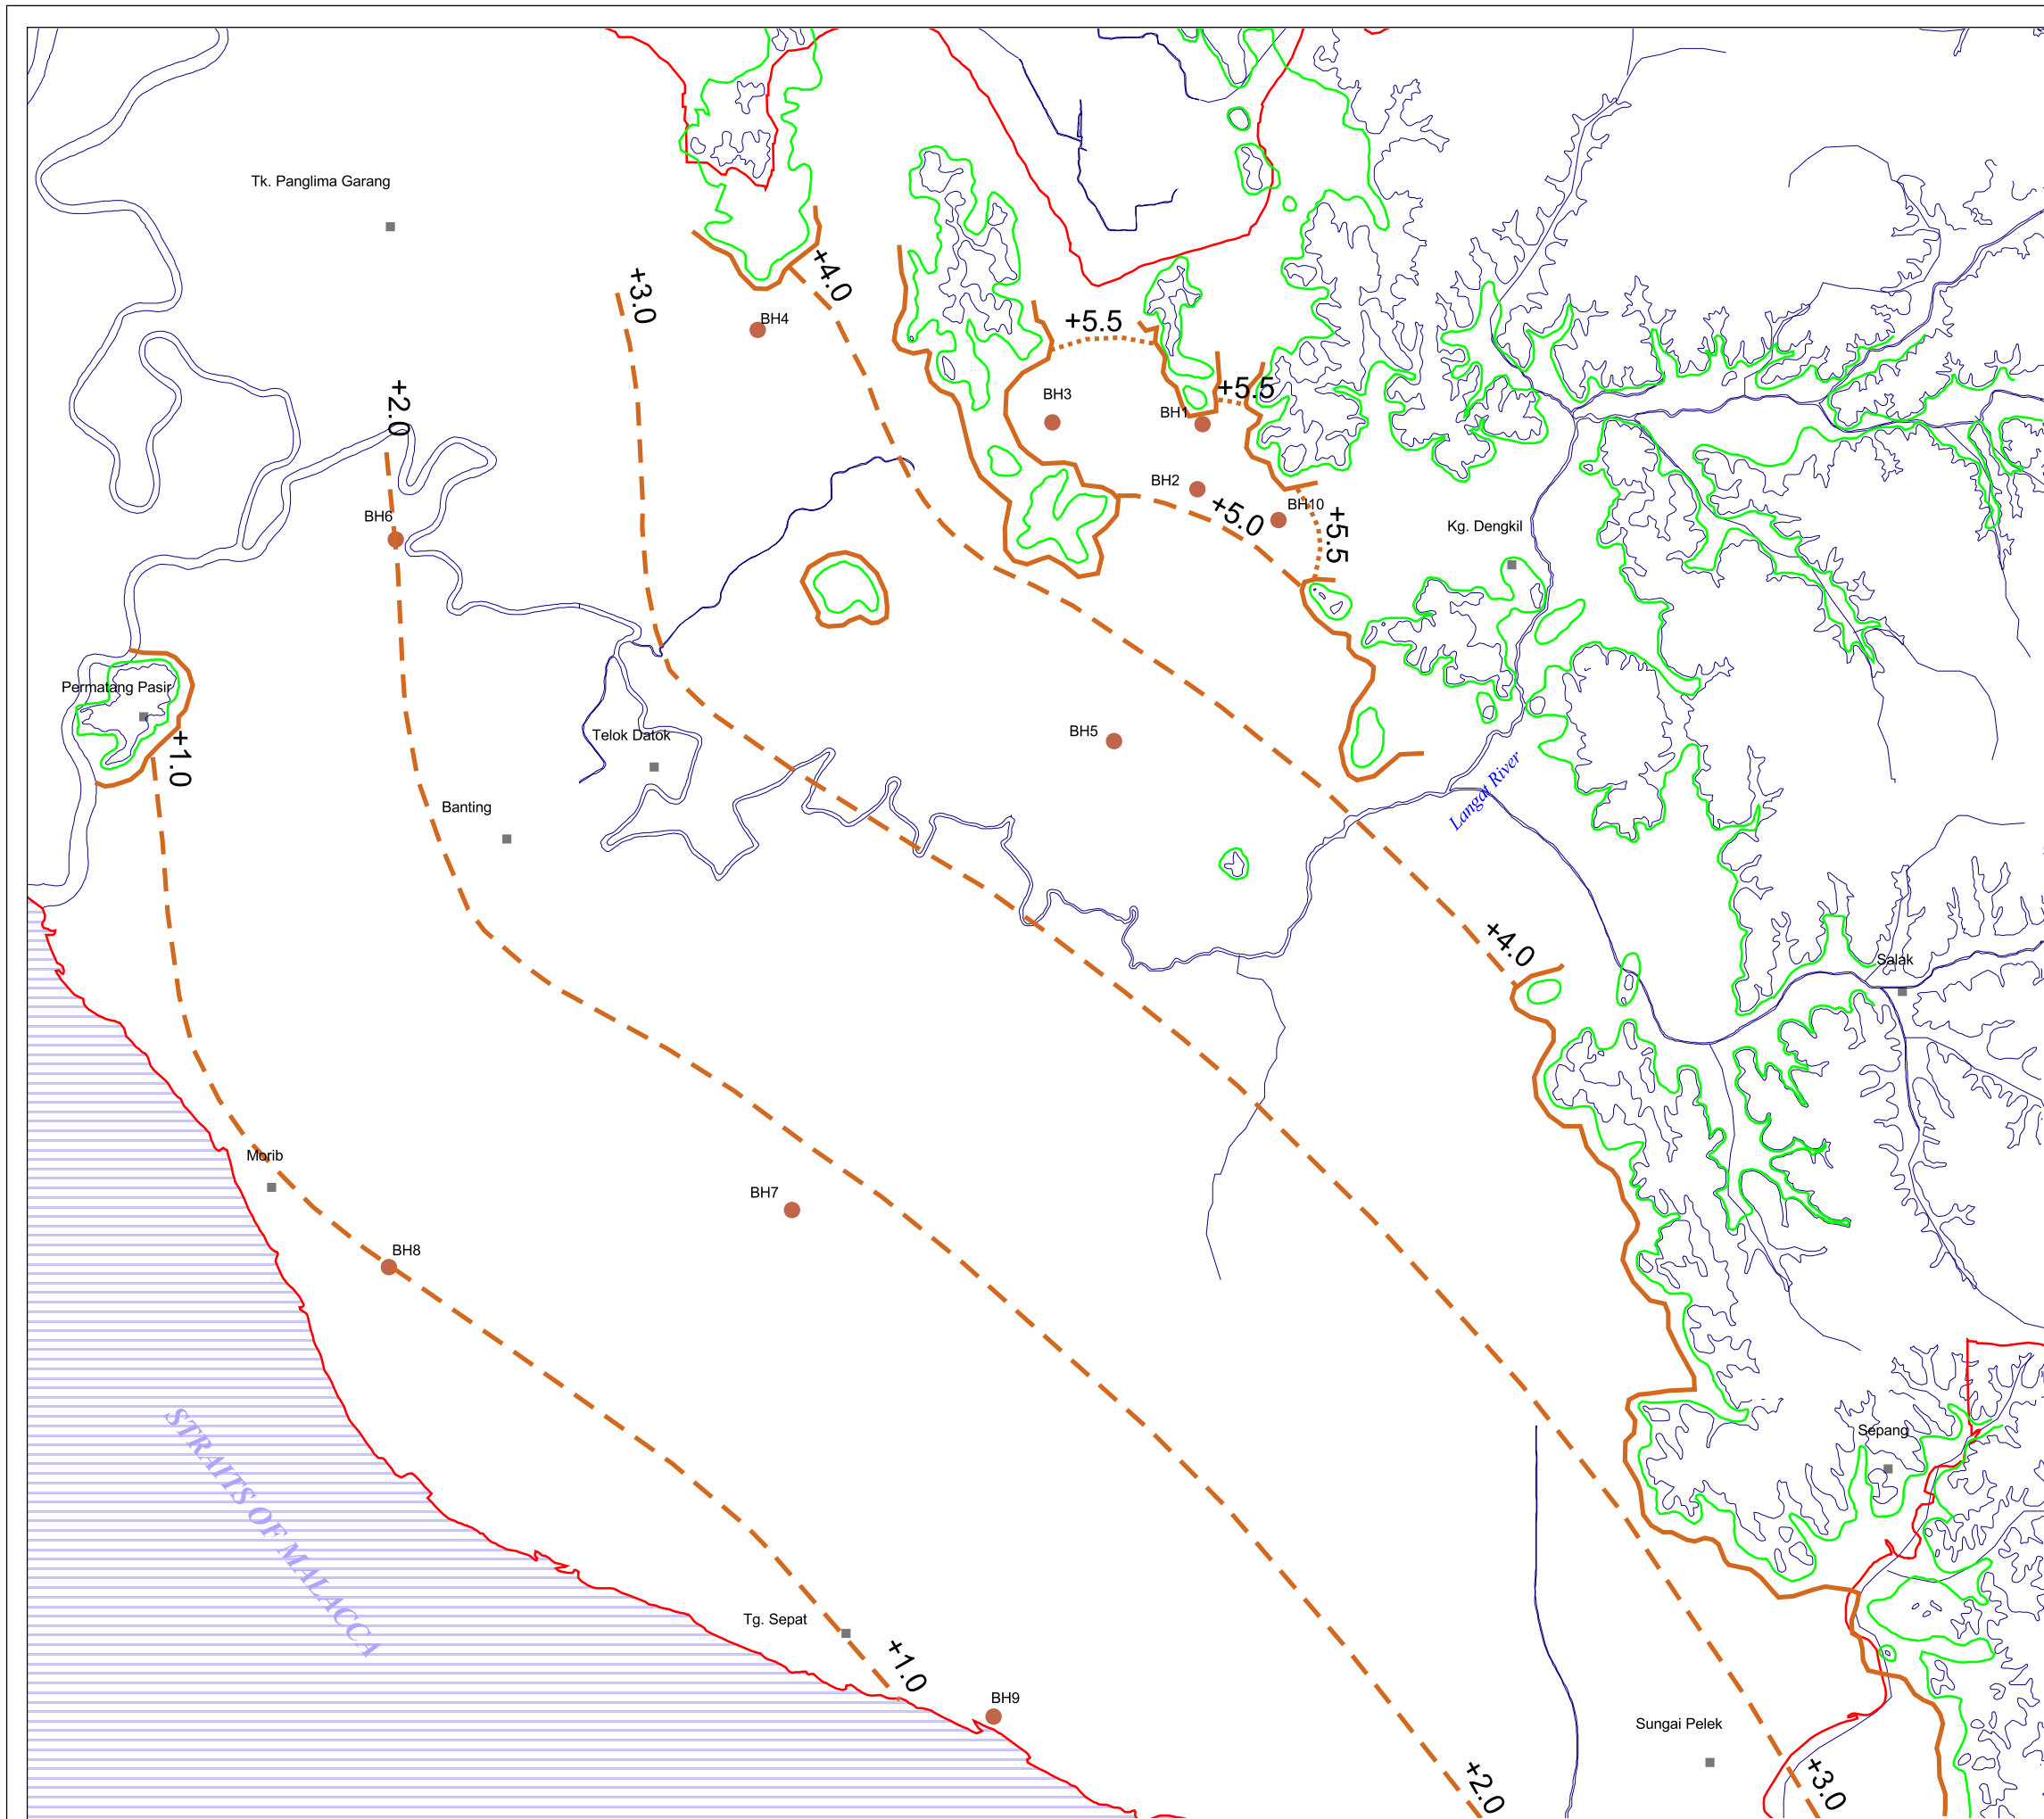 Tk. Panglima Garang
+4.0
+3.0
BH4
+5.5
+5.5
+2.0
BH3
BH1
BH2
+5.0
BH10
BH6
+5.5
Kg. Dengkil
Permatang Pasir
+1.0
Telok Datok
BH5
Langat River
Banting
+4.0
Salak
Morib
BH7
BH8
Sepang
STRAITS OF MALACCA
Tg. Sepat
+1.0
BH9
Sungai Pelek
+2.0
+3.0